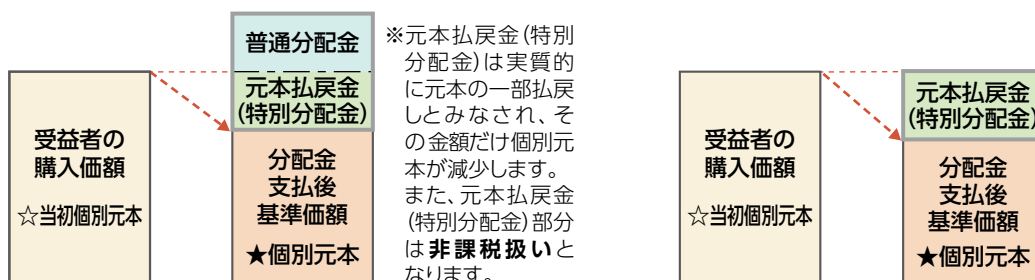 普通分配金
元本払戻金
(特別分配金)
受益者の
購入価額
☆当初個別元本
分配金
支払後
基準価額
★個別元本
※元本払戻金(特別
分配金)は実質的
に元本の一部払戻
しとみなされ、そ
の金額だけ個別元
本が減少します。
また、元本払戻金
(特別分配金)部分
は非課税扱いと
なります。
受益者の
購入価額
☆当初個別元本
元本払戻金
(特別分配金)
分配金
支払後
基準価額
★個別元本